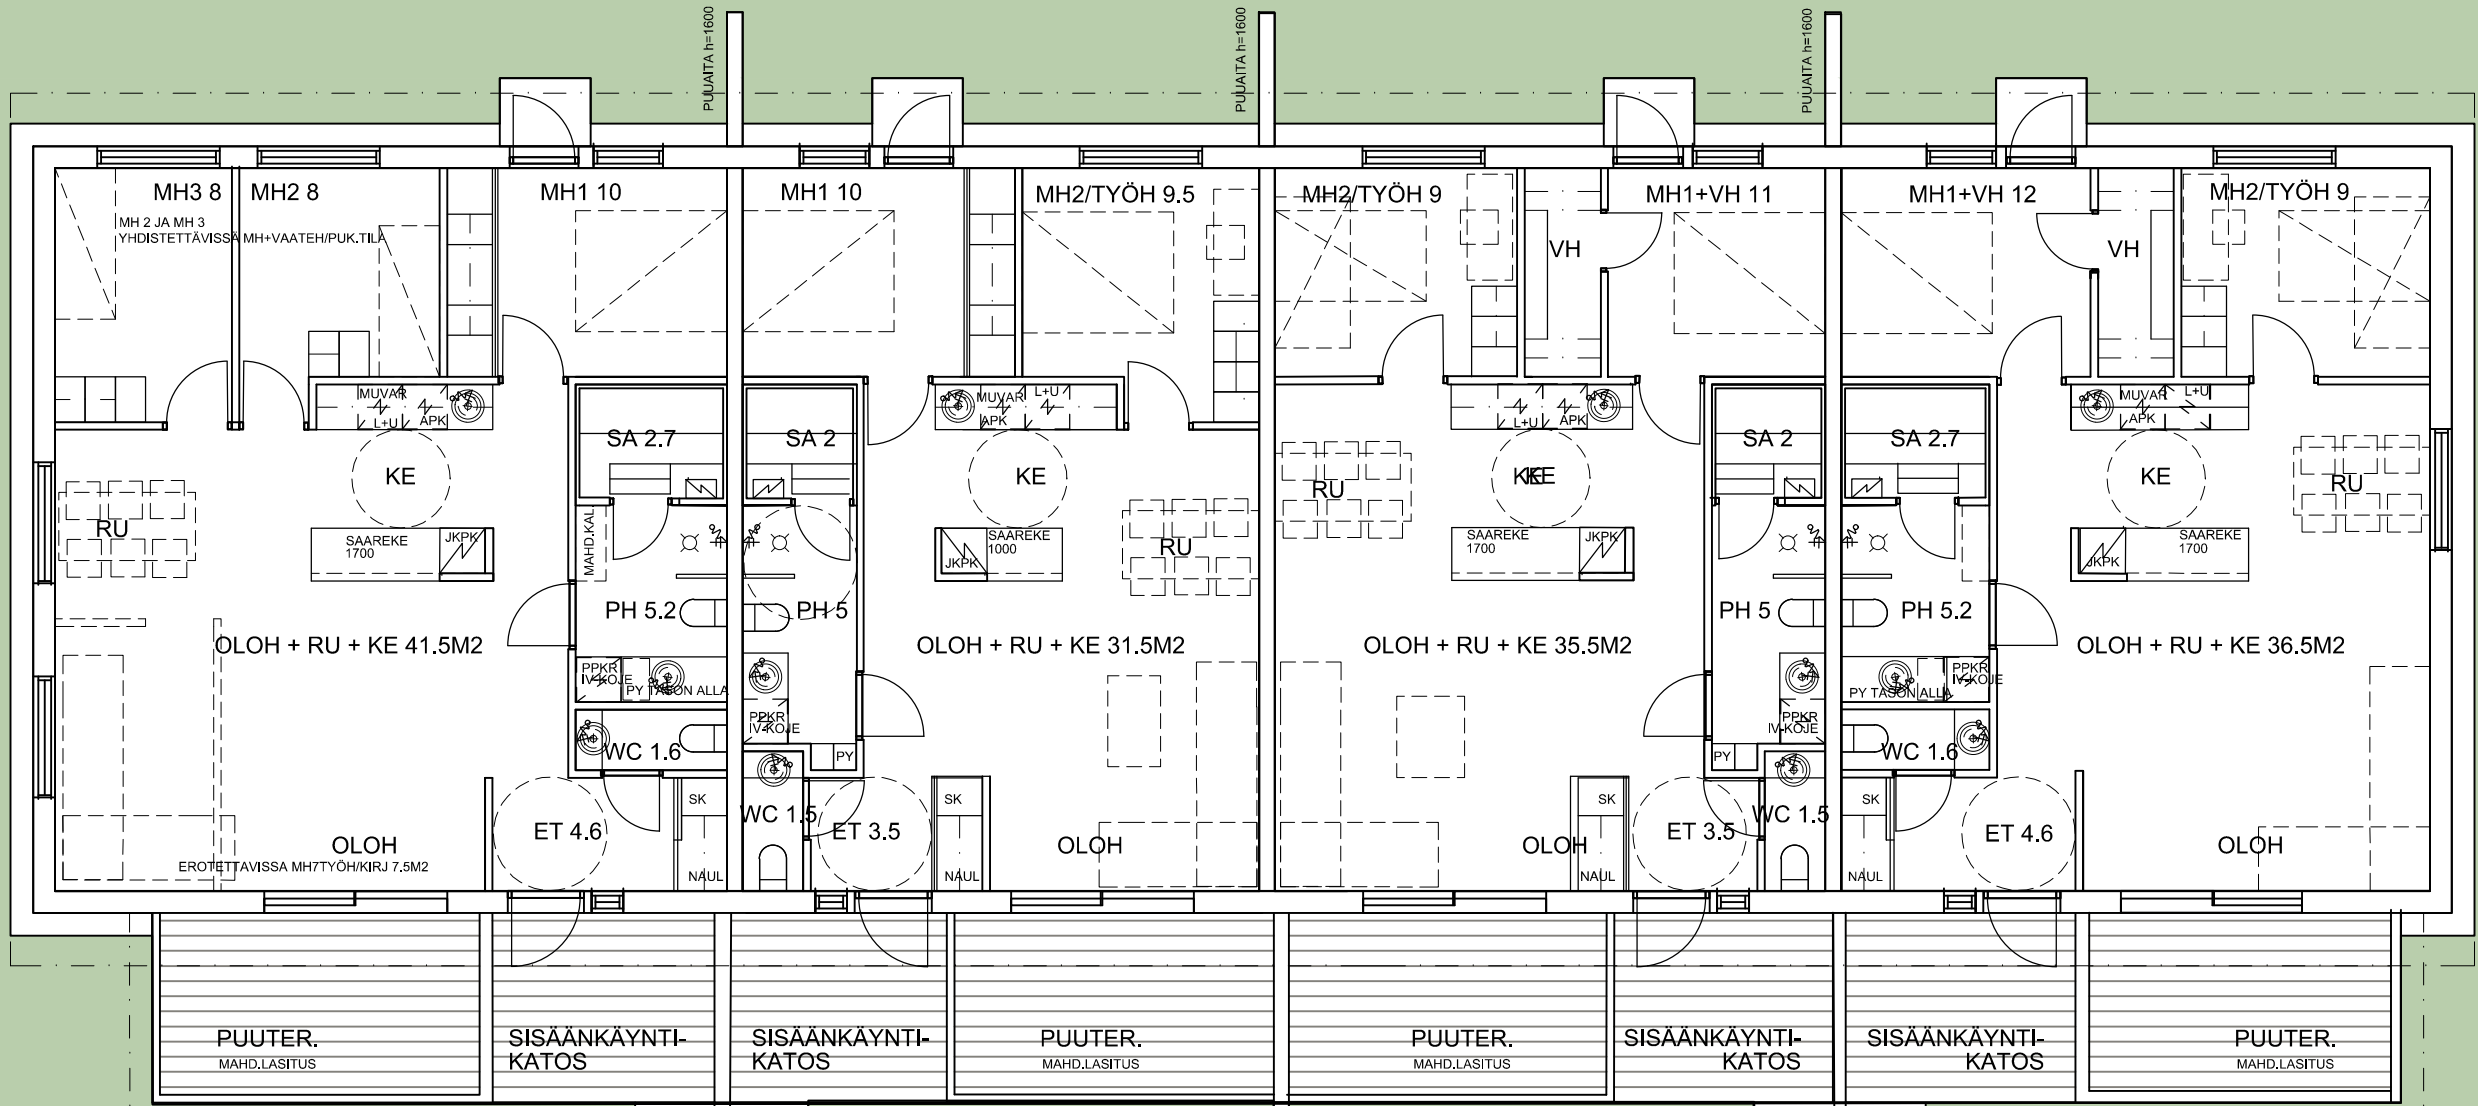 PUUAITA h=1600
PUUAITA h=1600
PUUAITA h=1600
MH3 8
MH2 8
MH1 10
MH1 10
MH2/TYÖH 9.5
MH2/TYÖH 9
MH1+VH 11
MH1+VH 12
MH2/TYÖH 9
MH 2 JA MH 3
YHDISTETTÄVISSÄ MH+VAATEH/PUK.TILA
VH
VH
MUVAR
L+U
APK
MUVAR
L+U
APK
L+U
APK
MUVAR
L+U
APK
SA 2.7
SA 2
SA 2
SA 2.7
KE
KE
KE
KE
KE
RU
RU
RU
RU
MAHD.KAL.
SAAREKE
1700
JKPK
SAAREKE
1000
JKPK
SAAREKE
1700
JKPK
SAAREKE
1700
JKPK
PH 5.2
PH 5
PH 5
PH 5.2
OLOH + RU + KE 41.5M2
OLOH + RU + KE 31.5M2
OLOH + RU + KE 35.5M2
OLOH + RU + KE 36.5M2
PPKR
IV-KOJE
PY TASON ALLA
PPKR
IV-KOJE
PY
PPKR
IV-KOJE
PY
PPKR
IV-KOJE
PY TASON ALLA
WC 1.6
WC 1.5
WC 1.5
WC 1.6
SK
SK
SK
SK
ET 4.6
ET 3.5
ET 3.5
ET 4.6
OLOH
OLOH
OLOH
OLOH
EROTETTAVISSA MH7TYÖH/KIRJ 7.5M2
NAUL
NAUL
NAUL
NAUL
PUUTER.
MAHD.LASITUS
SISÄÄNKÄYNTI-
KATOS
SISÄÄNKÄYNTI-
KATOS
PUUTER.
MAHD.LASITUS
PUUTER.
MAHD.LASITUS
SISÄÄNKÄYNTI-
KATOS
SISÄÄNKÄYNTI-
KATOS
PUUTER.
MAHD.LASITUS